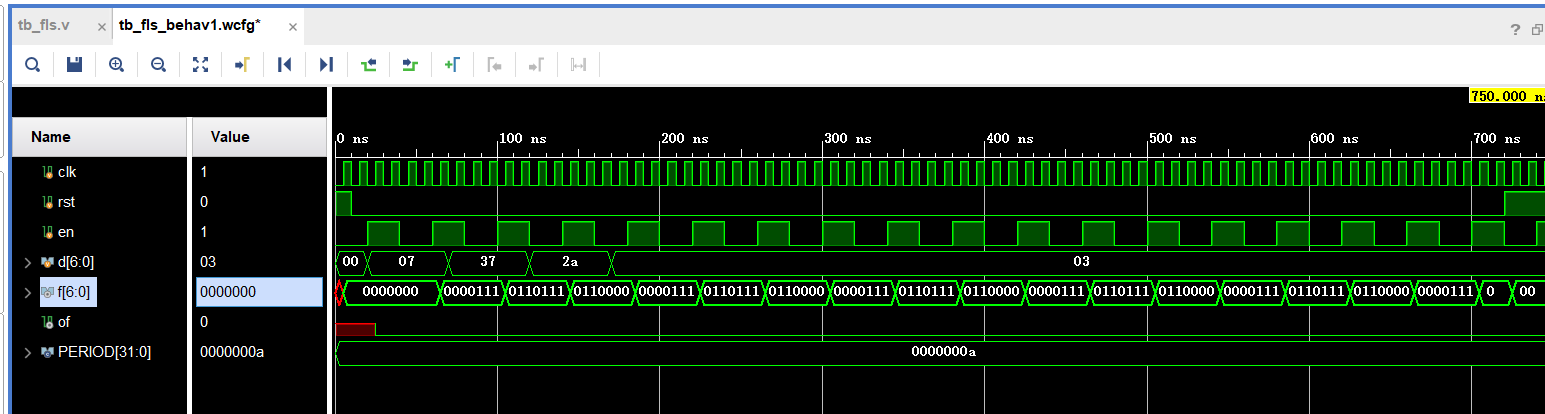 tb_fls.v × tb_fls_behav1.wcfg* ×
?
750.000 ns
Name Value
0 ns 100 ns 200 ns 300 ns 400 ns 500 ns 600 ns 700 ns
clk 1
rst 0
en 1
d[6:0] 03 00 07 37 2a 03
f[6:0] 0000000 0000000 0000111 0110111 0110000 0000111 0110111 0110000 0000111 0110111 0110000 0000111 0110111 0110000 0000111 0110111 0110000 0000111 0 00
of 0
PERIOD[31:0] 0000000a 0000000a